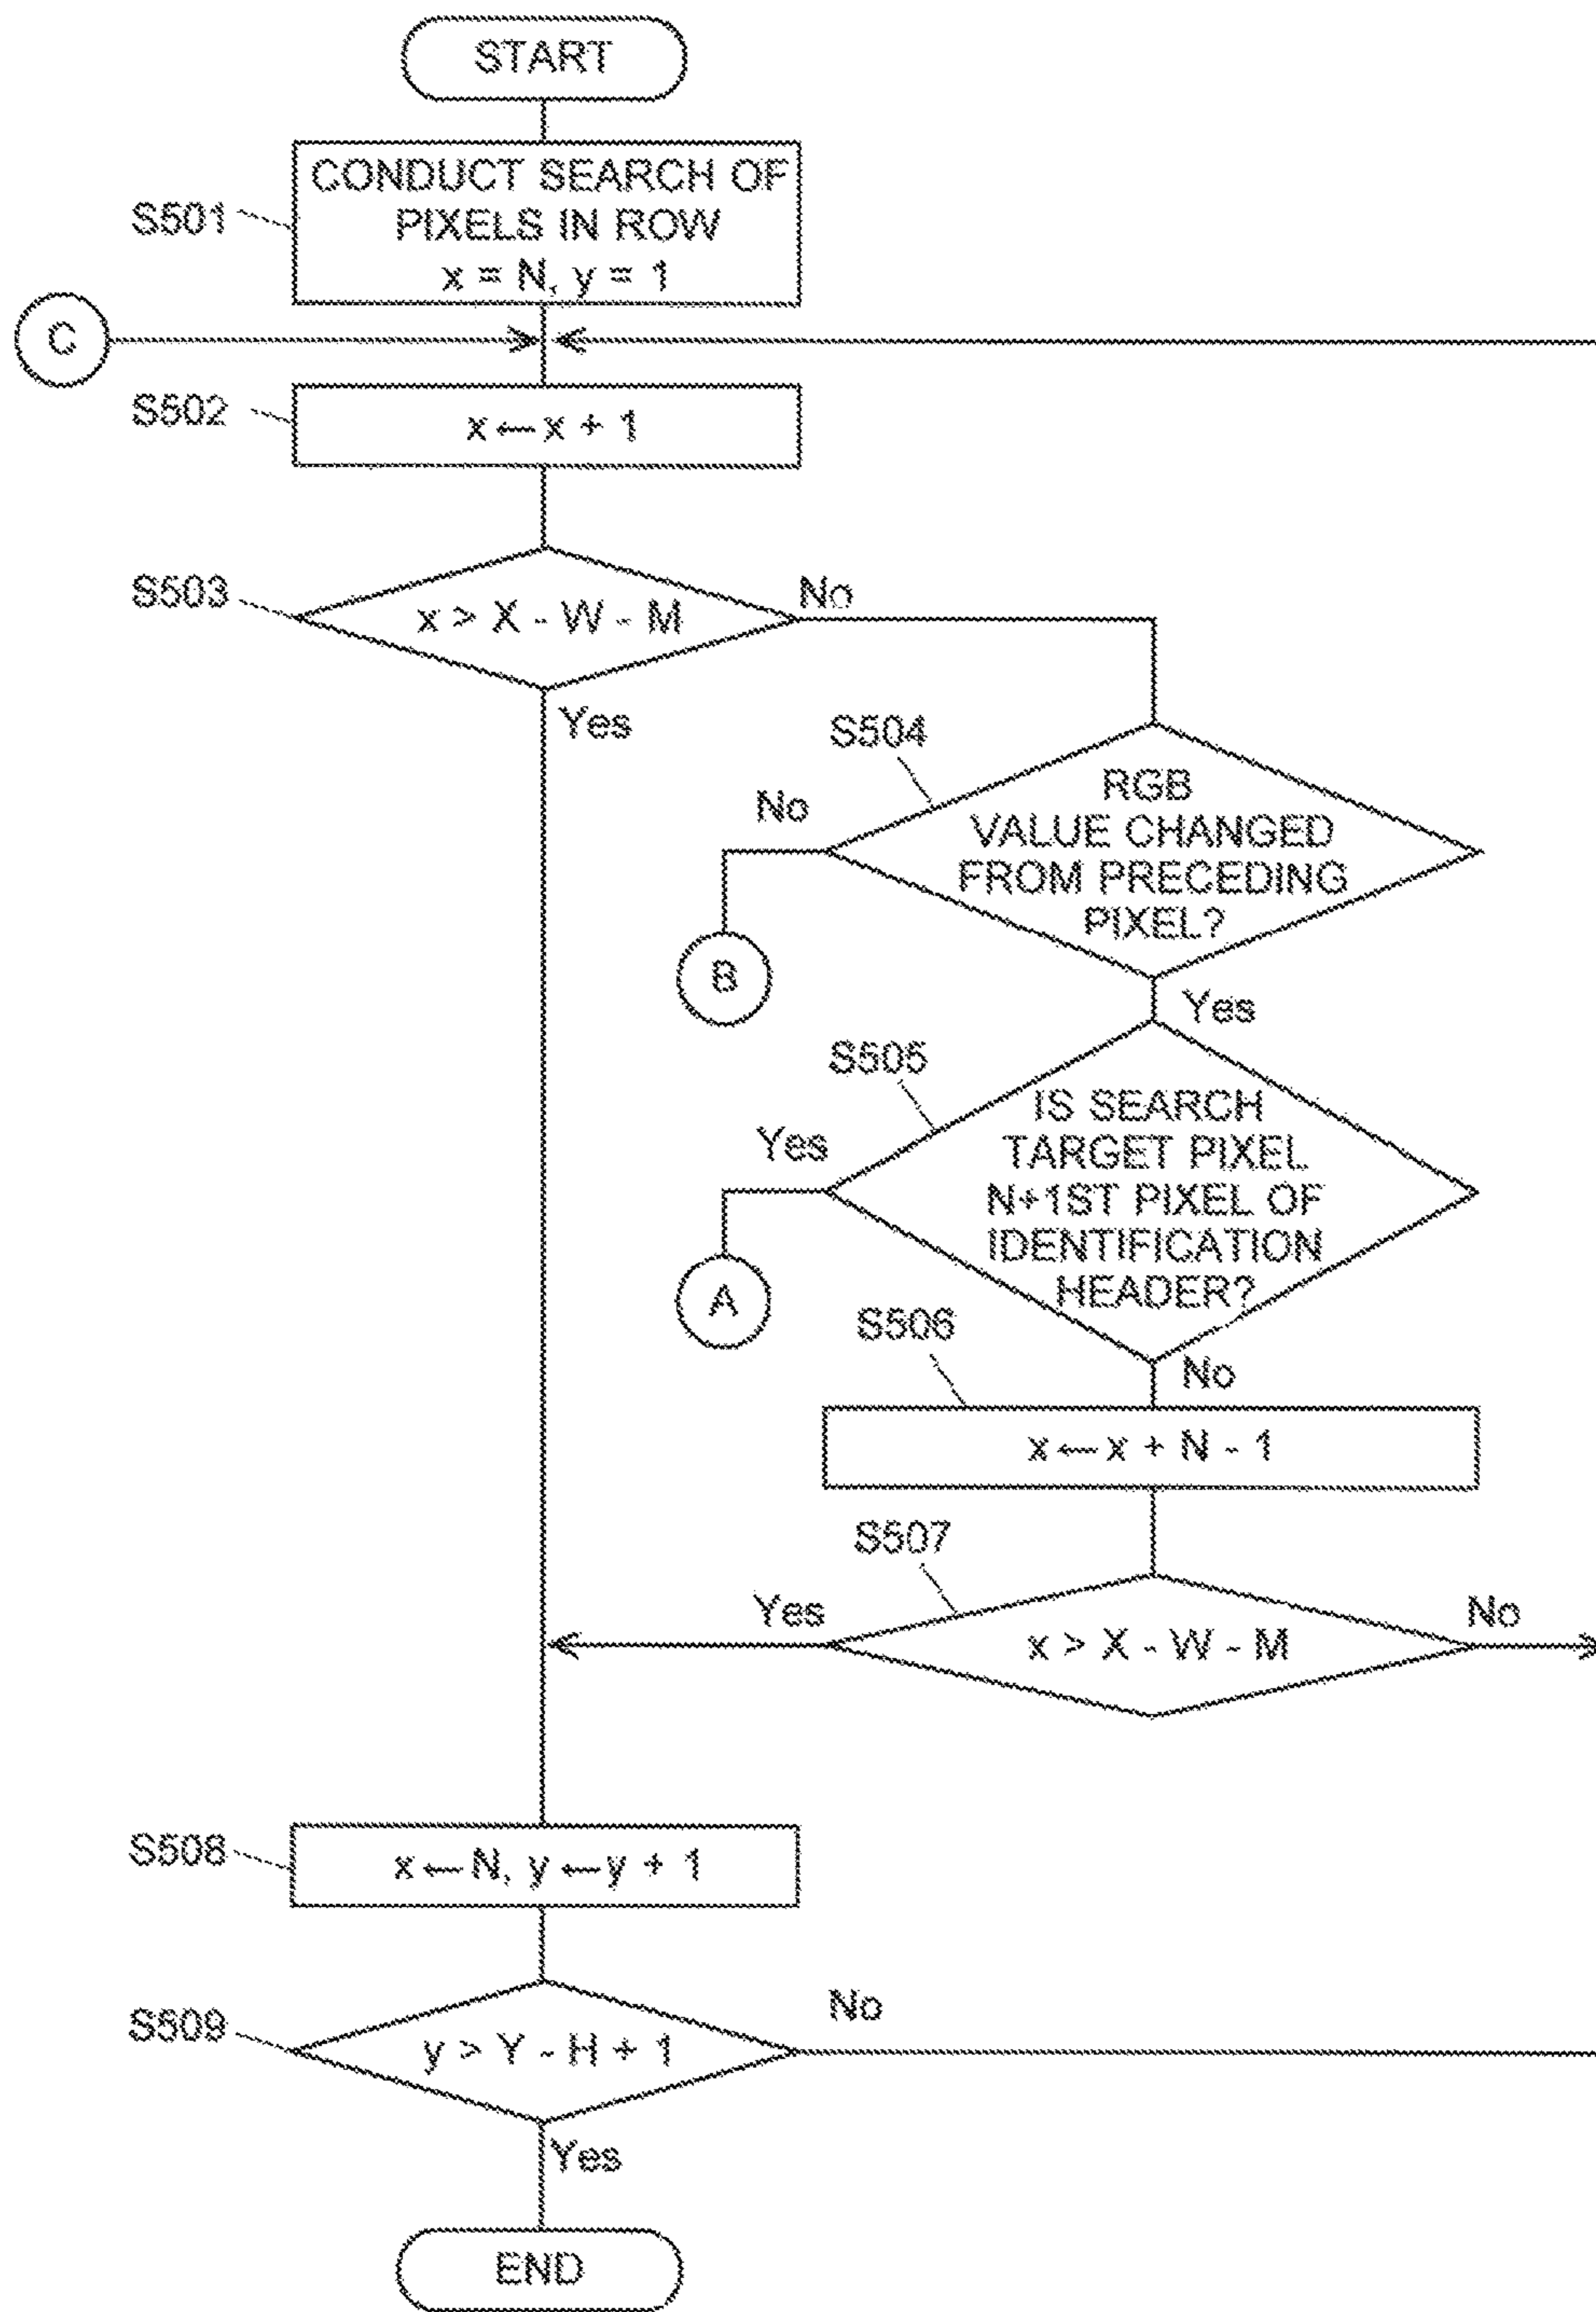 START
S501
CONDUCT SEARCH OF
PIXELS IN ROW
x = N, y = 1
C
S502
x ← x + 1
S503
x > X - W - M
No
Yes
S504
RGB
VALUE CHANGED
FROM PRECEDING
PIXEL?
No
B
Yes
S505
IS SEARCH
TARGET PIXEL
N+1ST PIXEL OF
IDENTIFICATION
HEADER?
Yes
A
No
S506
x ← x + N - 1
S507
x > X - W - M
Yes
No
S508
x ← N, y ← y + 1
S509
y > Y - H + 1
No
Yes
END